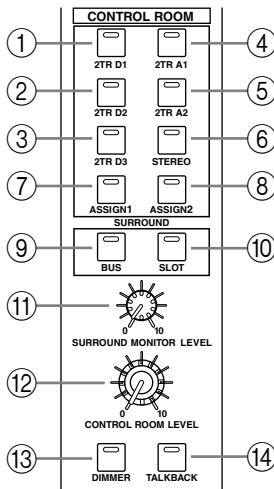 CONTROL ROOM
① ④
2TR D1 2TR A1
② ⑤
2TR D2 2TR A2
③ ⑥
2TR D3 STEREO
⑦ ⑧
ASSIGN1 ASSIGN2
SURROUND
⑨ ⑩
BUS SLOT
⑪
0 10
SURROUND MONITOR LEVEL
⑫
0 10
CONTROL ROOM LEVEL
⑬ ⑭
DIMMER TALKBACK